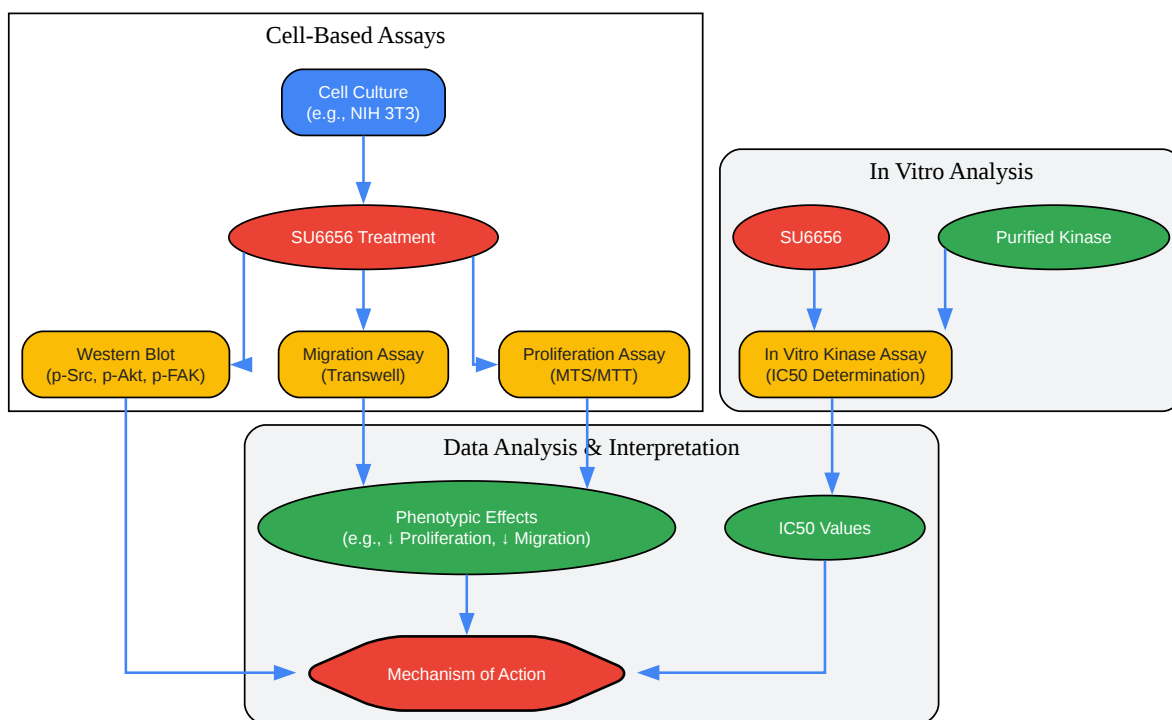 Cell-Based Assays
Cell Culture
(e.g., NIH 3T3)
SU6656 Treatment
Western Blot
(p-Src, p-Akt, p-FAK)
Migration Assay
(Transwell)
Proliferation Assay
(MTS/MTT)
In Vitro Analysis
SU6656
Purified Kinase
In Vitro Kinase Assay
(IC50 Determination)
Data Analysis & Interpretation
Phenotypic Effects
(e.g., ↓ Proliferation, ↓ Migration)
IC50 Values
Mechanism of Action